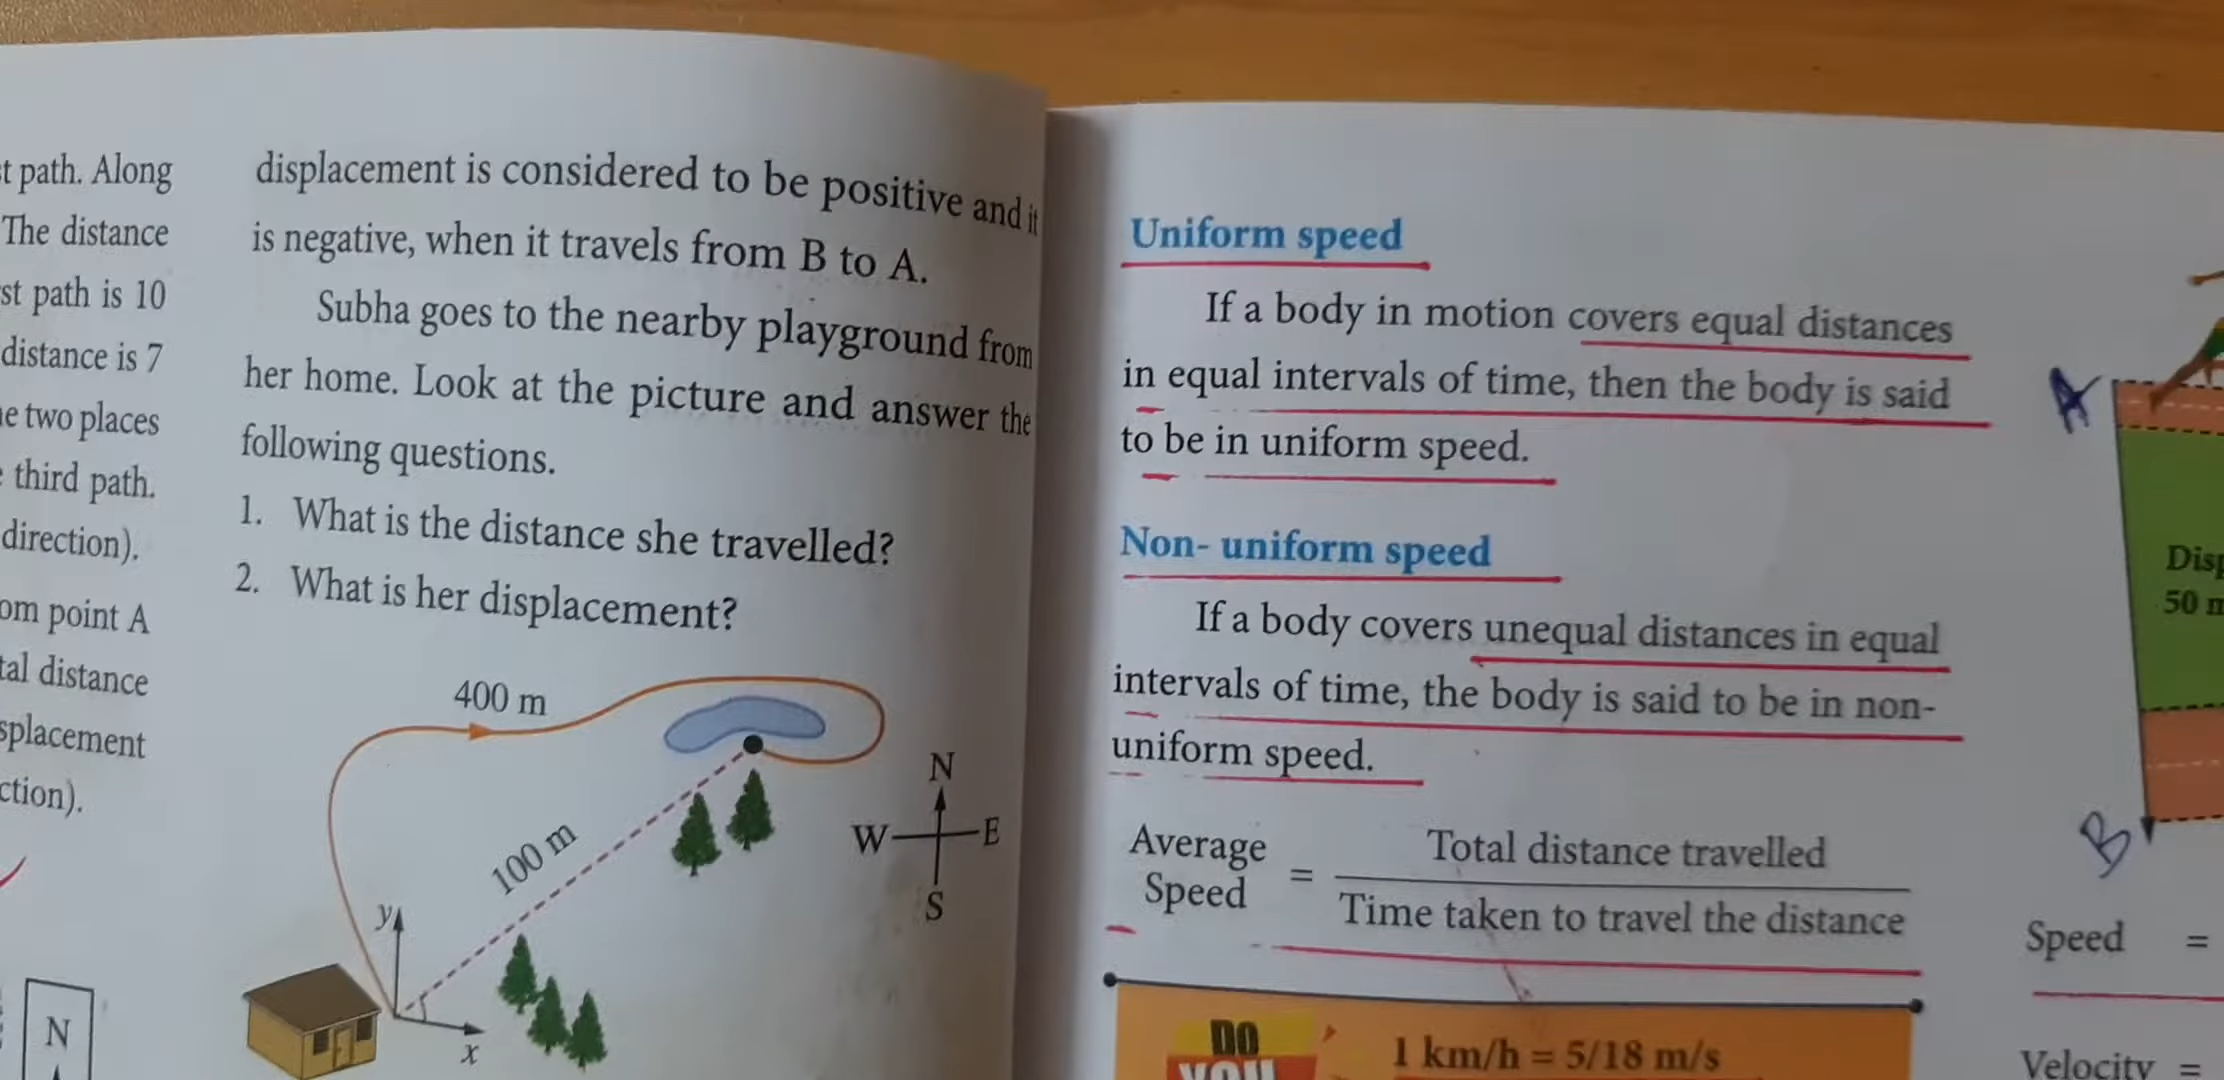 t path. Along
The distance
st path is 10
distance is 7
e two places
third path.
direction).
om point A
tal distance
splacement
ction).
N
displacement is considered to be positive and it
is negative, when it travels from B to A.
Subha goes to the nearby playground from
her home. Look at the picture and answer the
following questions.
1. What is the distance she travelled?
2. What is her displacement?
400 m
100 m
N
W E
S
y
x
Uniform speed
If a body in motion covers equal distances
in equal intervals of time, then the body is said
to be in uniform speed.
Non- uniform speed
If a body covers unequal distances in equal
intervals of time, the body is said to be in non-
uniform speed.
Average Speed = Total distance travelled
Time taken to travel the distance
DO
YOU
1 km/h = 5/18 m/s
A
Disp
50 m
B
Speed =
Velocity =